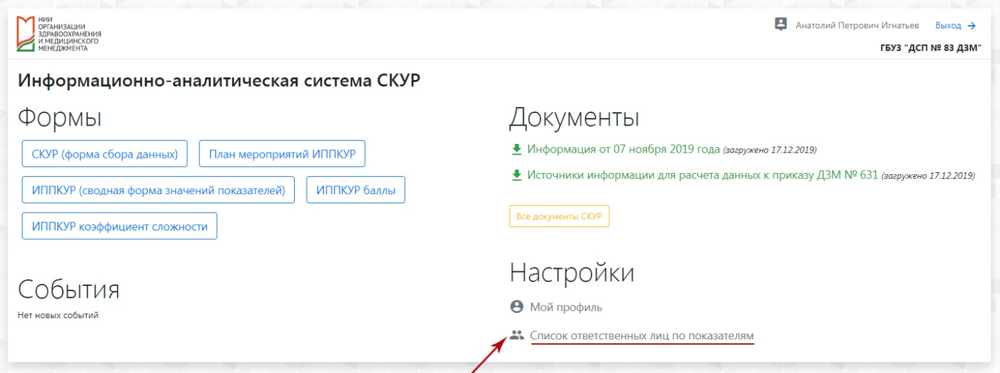 НИИ
ОРГАНИЗАЦИИ
ЗДРАВООХРАНЕНИЯ
И МЕДИЦИНСКОГО
МЕНЕДЖМЕНТА
Анатолий Петрович Игнатьев Выход
ГБУЗ "ДСП № 83 ДЗМ"
Информационно-аналитическая система СКУР
Формы
СКУР (форма сбора данных) План мероприятий ИППКУР
ИППКУР (сводная форма значений показателей) ИППКУР баллы
ИППКУР коэффициент сложности
События
Нет новых событий
Документы
Информация от 07 ноября 2019 года (загружено 17.12.2019)
Источники информации для расчета данных к приказу ДЗМ № 631 (загружено 17.12.2019)
Все документы СКУР
Настройки
Мой профиль
Список ответственных лиц по показателям